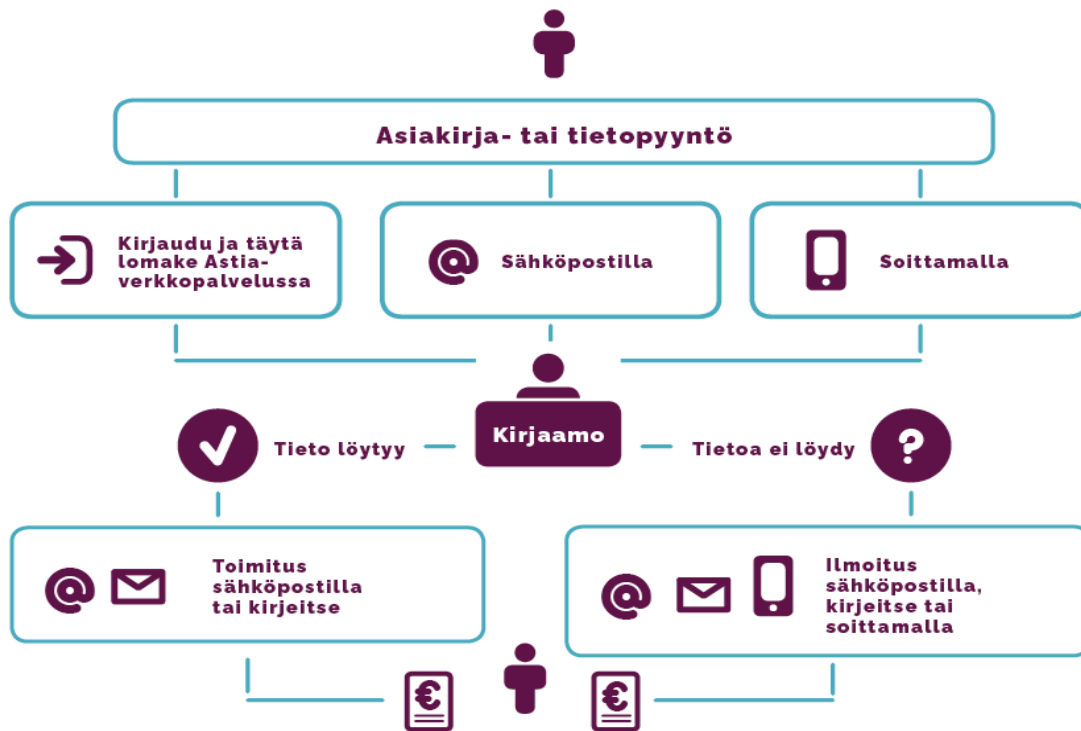 Asiakirja- tai tietopyyntö
Kirjaudu ja täytä
lomake Astia-
verkkopalvelussa
@ Sähköpostilla
Soittamalla
Kirjaamo
Tieto löytyy
Tietoa ei löydy
?
@
Toimitus
sähköpostilla
tai kirjeitse
@
Ilmoitus
sähköpostilla,
kirjeitse tai
soittamalla
€
€